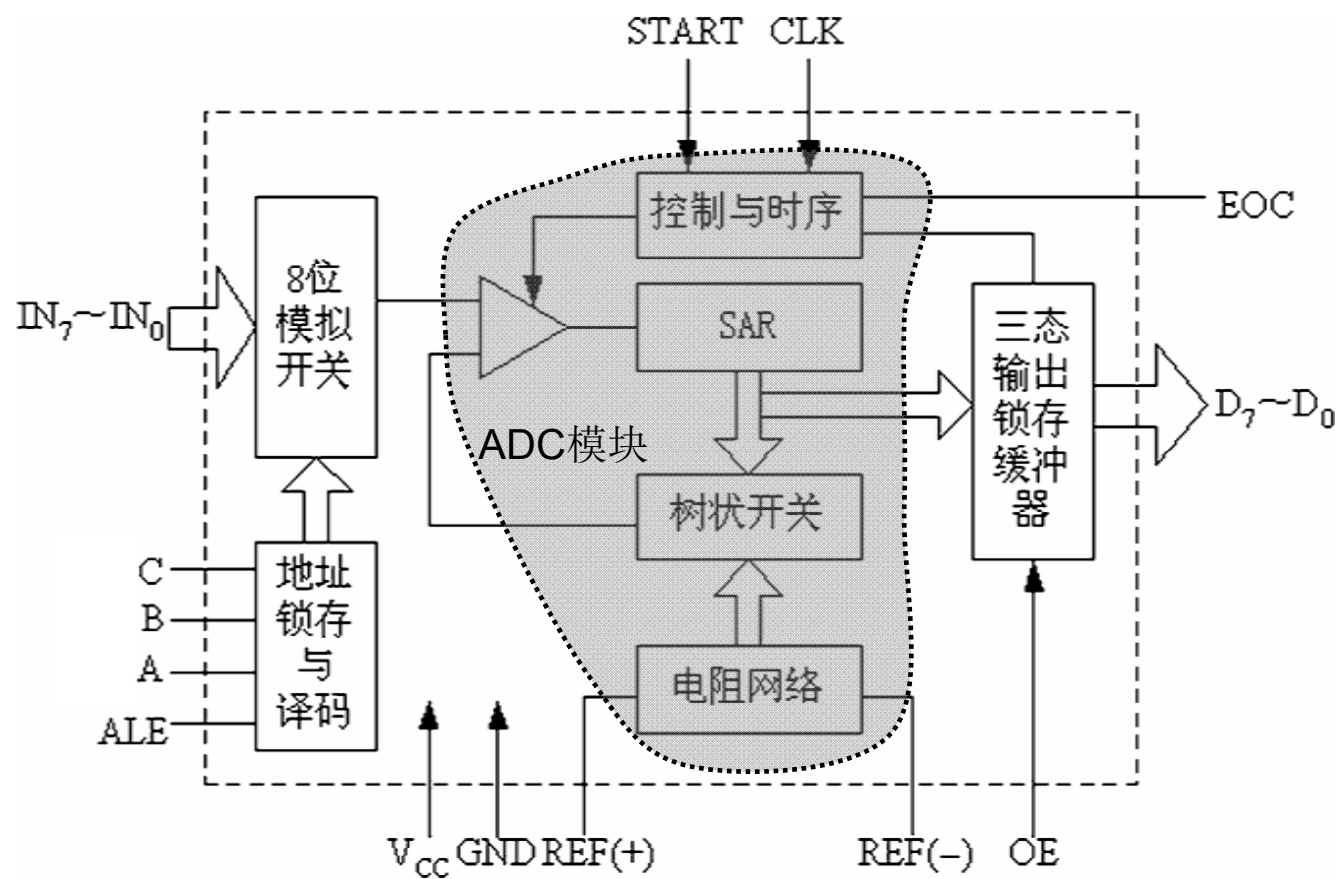 START CLK
控制与时序
EOC
8位
模拟
开关
IN7~IN0
SAR
三态
输出
锁存
缓冲
器
D7~D0
ADC模块
树状开关
C
B
A
ALE
地址
锁存
与
译码
电阻网络
VCC GND REF(+) REF(–) OE